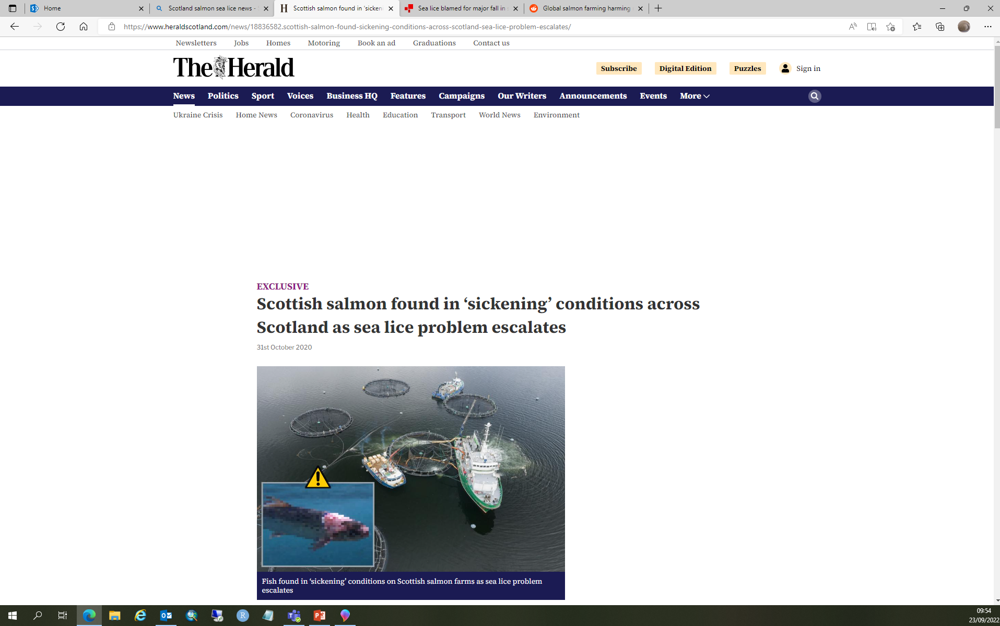 Home
Scotland salmon sea lice news -
Scottish salmon found in 'sicken
Sea lice blamed for major fall in
Global salmon farming harming
https://www.heraldscotland.com/news/18836582.scottish-salmon-found-sickening-conditions-across-scotland-sea-lice-problem-escalates/
Newsletters Jobs Homes Motoring Book an ad Graduations Contact us
The Herald
Subscribe Digital Edition Puzzles Sign in
News Politics Sport Voices Business HQ Features Campaigns Our Writers Announcements Events More
Ukraine Crisis Home News Coronavirus Health Education Transport World News Environment
EXCLUSIVE
Scottish salmon found in ‘sickening’ conditions across
Scotland as sea lice problem escalates
31st October 2020
Fish found in ‘sickening’ conditions on Scottish salmon farms as sea lice problem
escalates
09:54
23/09/2022